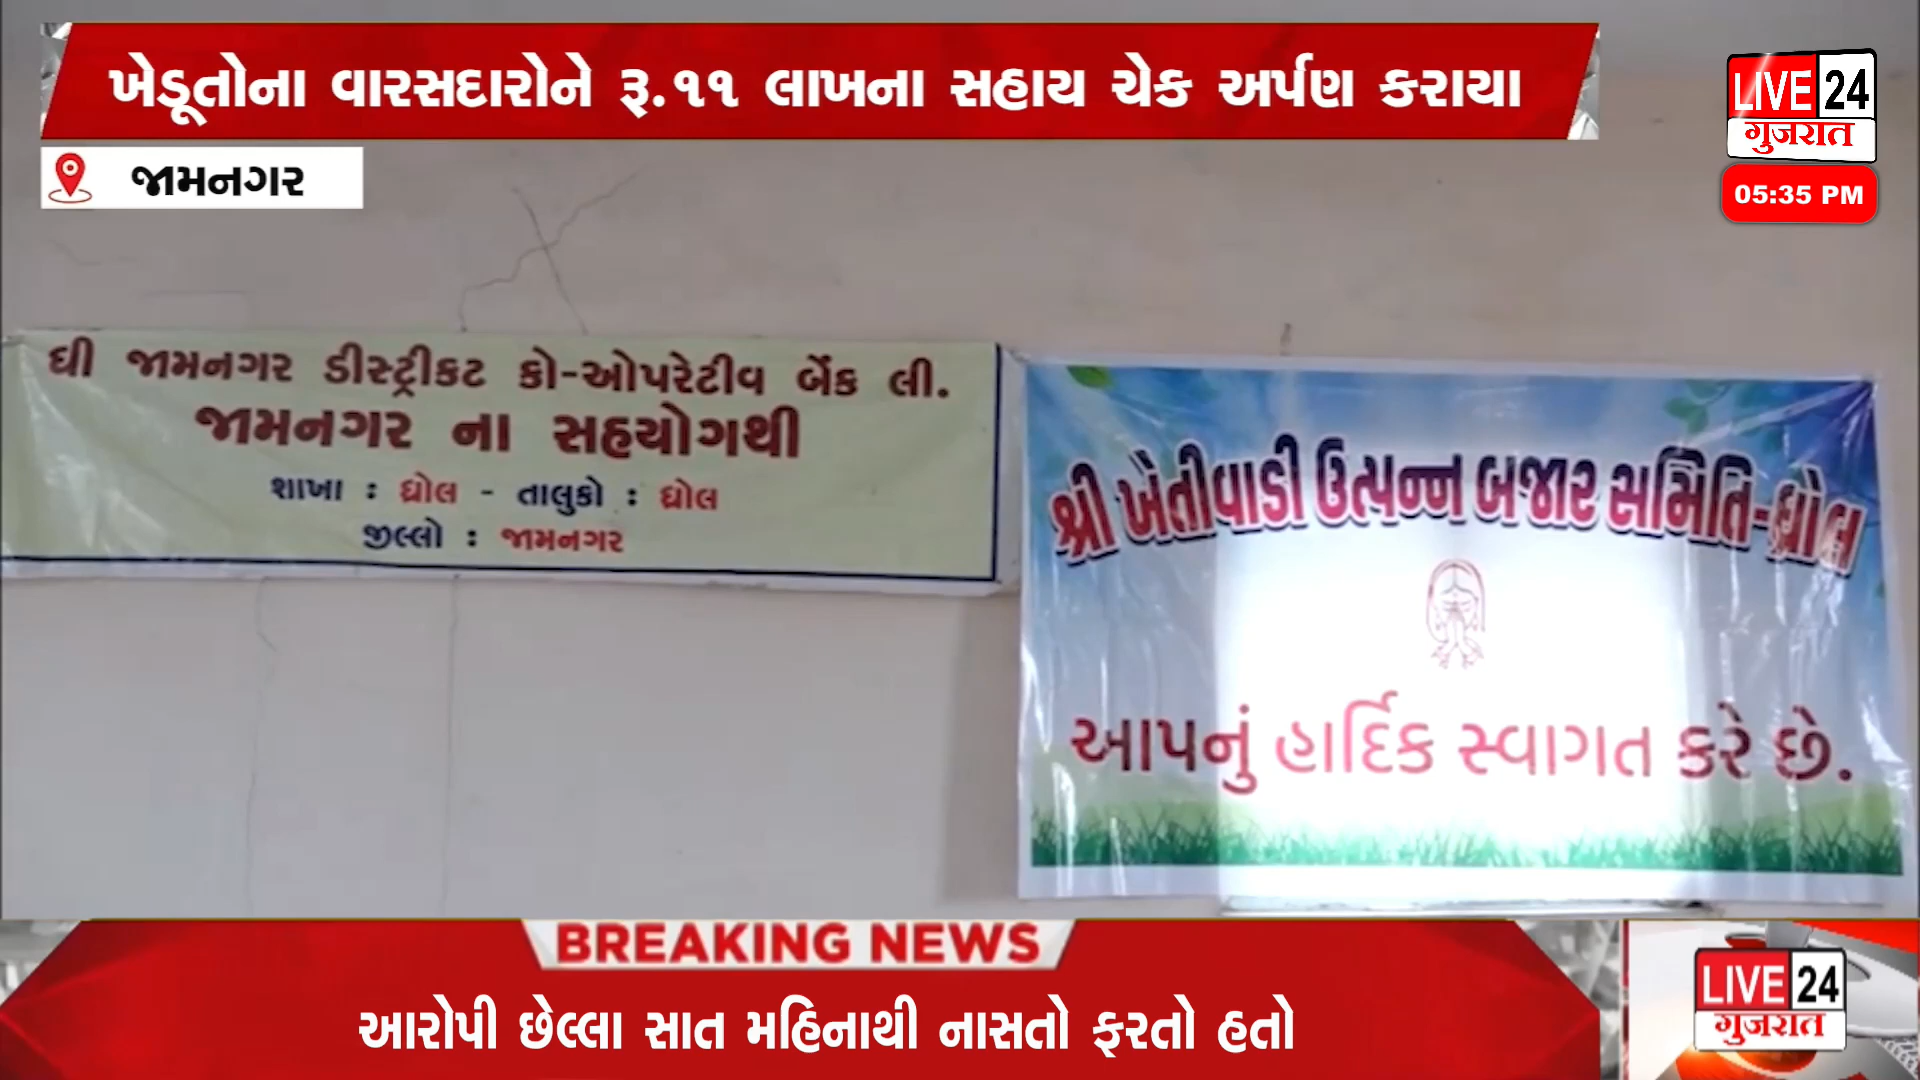 ખેડૂતોના વારસદારોને રૂ.૧૧ લાખના સહાય ચેક અર્પણ કરાયા
LIVE 24
ગુજરાત
05:35 PM
જામનગર
ધી જામનગર ડીસ્ટ્રીકટ કો-ઓપરેટીવ બેંક લી.
જામનગર ના સહયોગથી
શાખા : ધ્રોલ - તાલુકો : ધ્રોલ
જીલ્લો : જામનગર
શ્રી ખેતીવાડી ઉત્પન્ન બજાર સમિતિ-ધ્રોલ
આપનું હાર્દિક સ્વાગત કરે છે.
BREAKING NEWS
આરોપી છેલ્લા સાત મહિનાથી નાસતો ફરતો હતો
LIVE 24
ગુજરાત